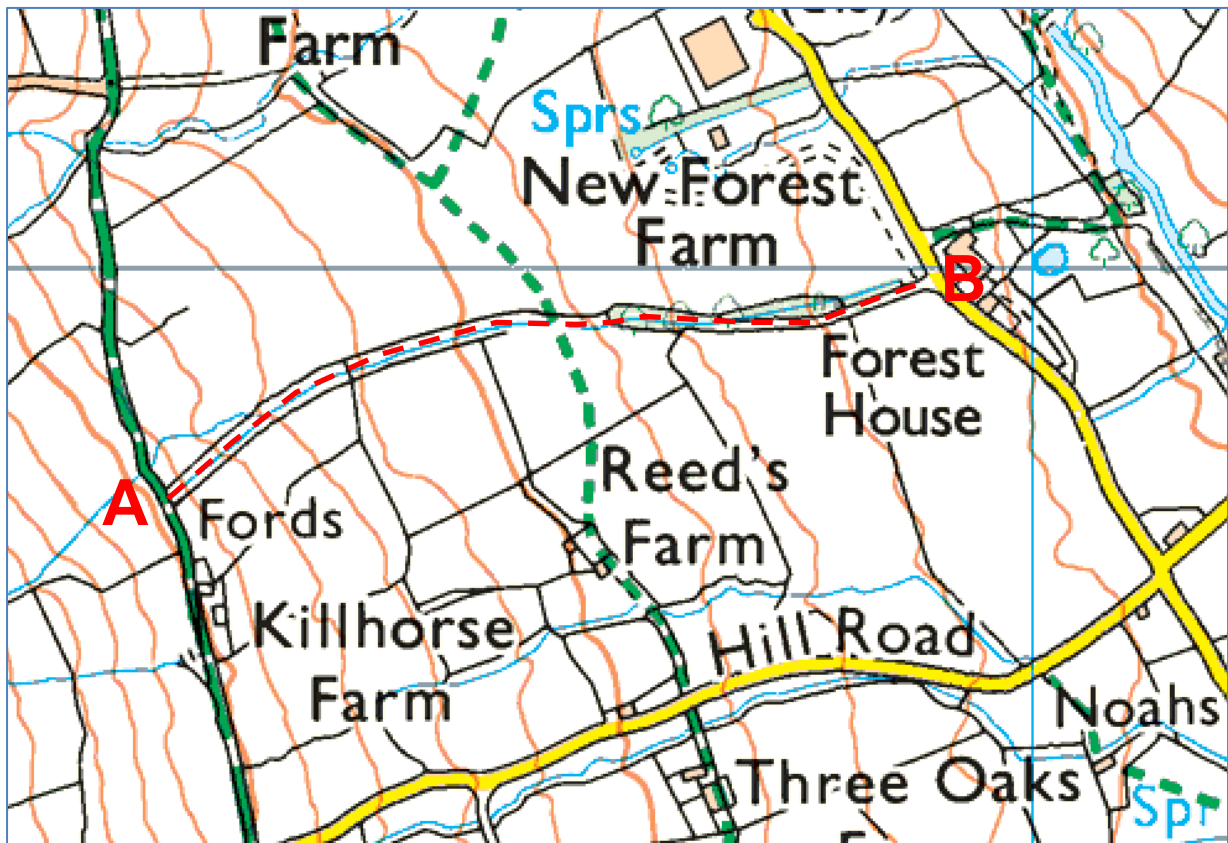 Farm
Sprs
New Forest
Farm
B
Forest
House
Reed's
Farm
A
Fords
Killhorse
Farm
Hill Road
Noahs
Three Oaks
Spr